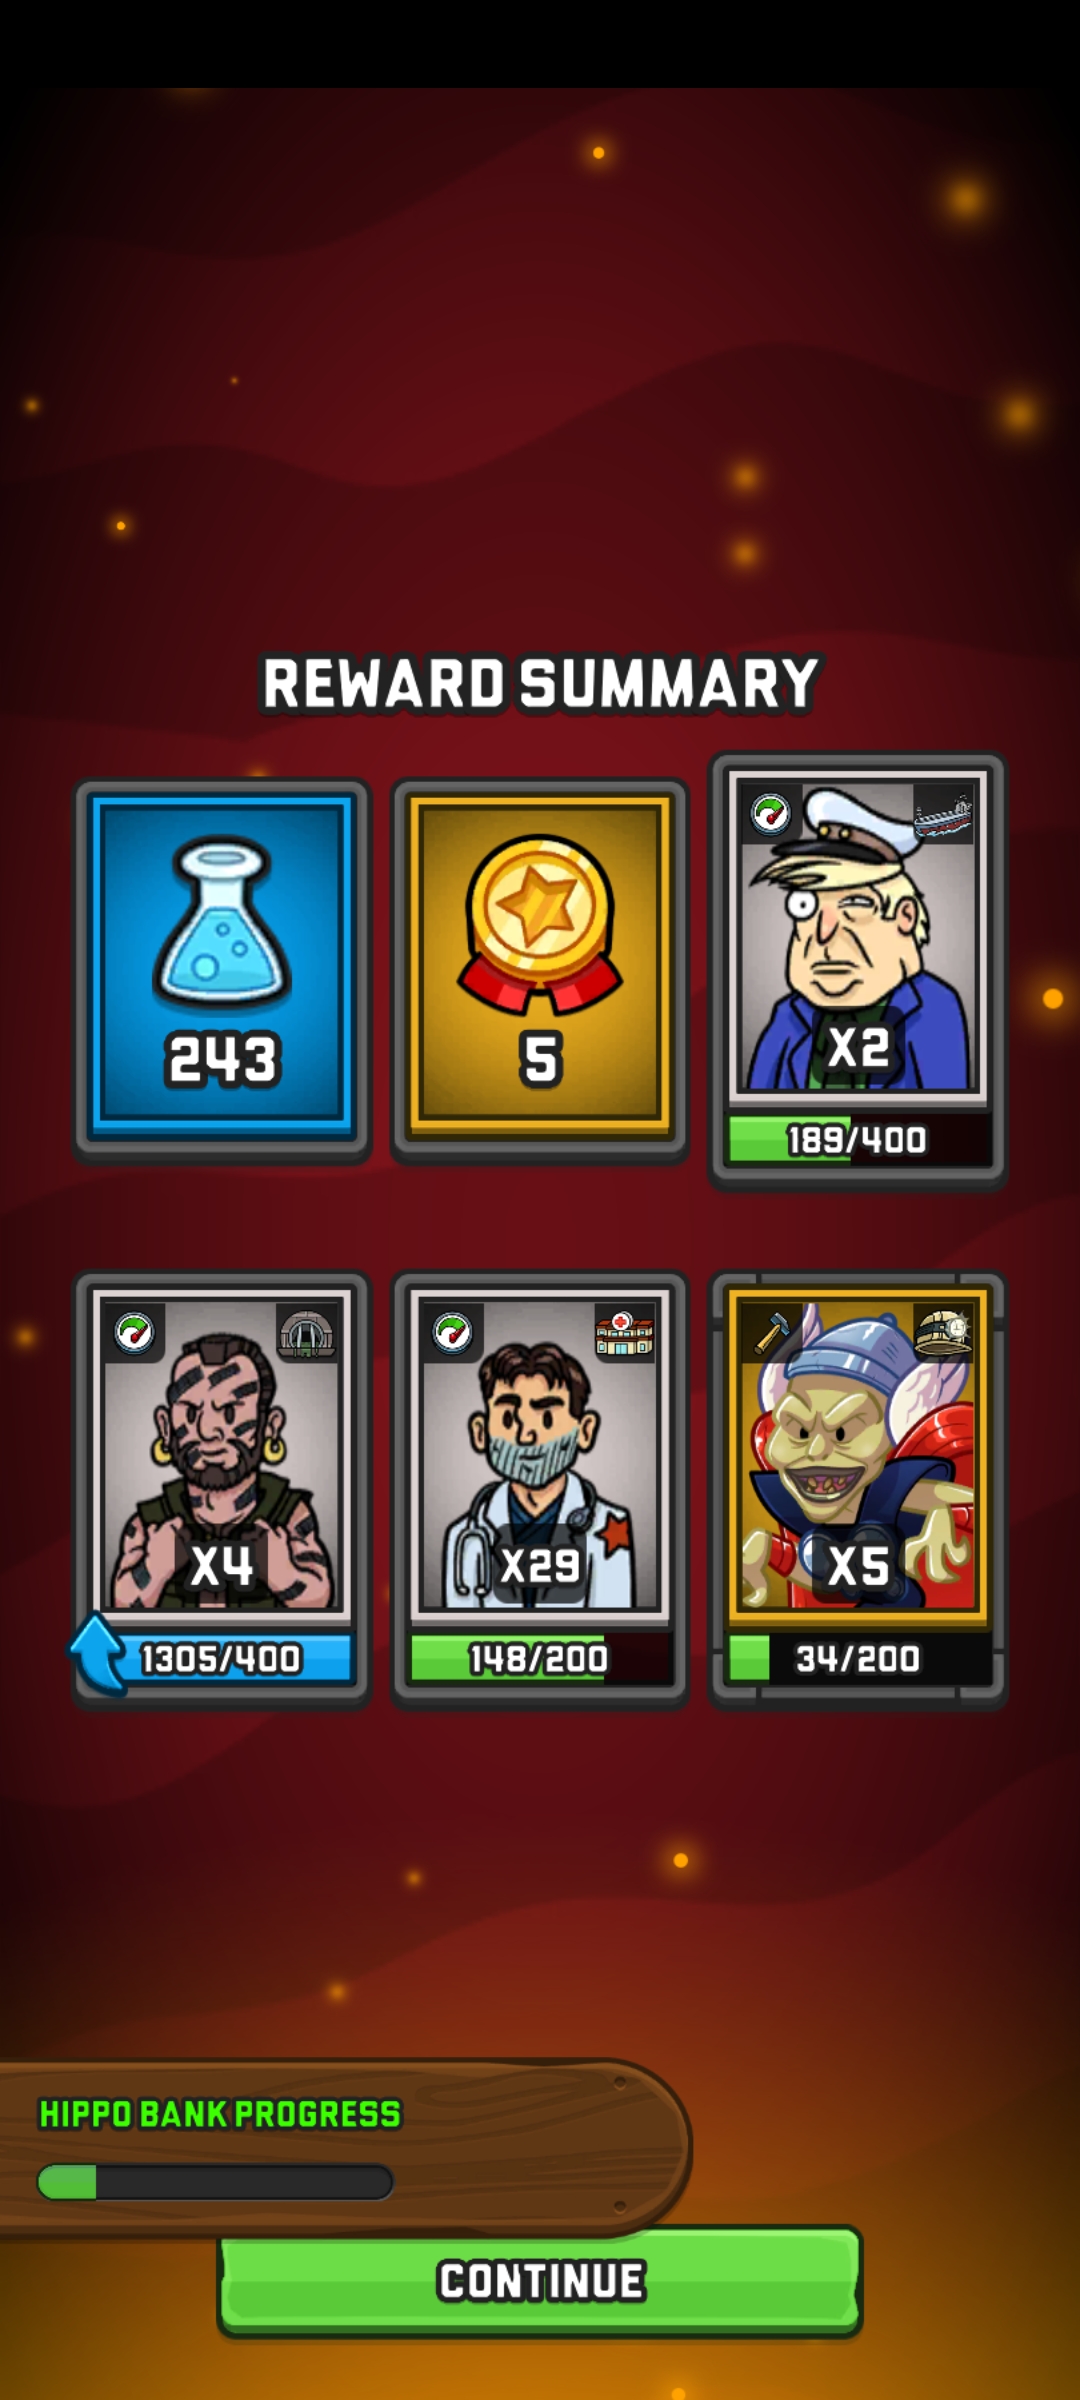 REWARD SUMMARY
243
5
X2
189/400
X4
1305/400
X29
148/200
X5
34/200
HIPPO BANK PROGRESS
CONTINUE